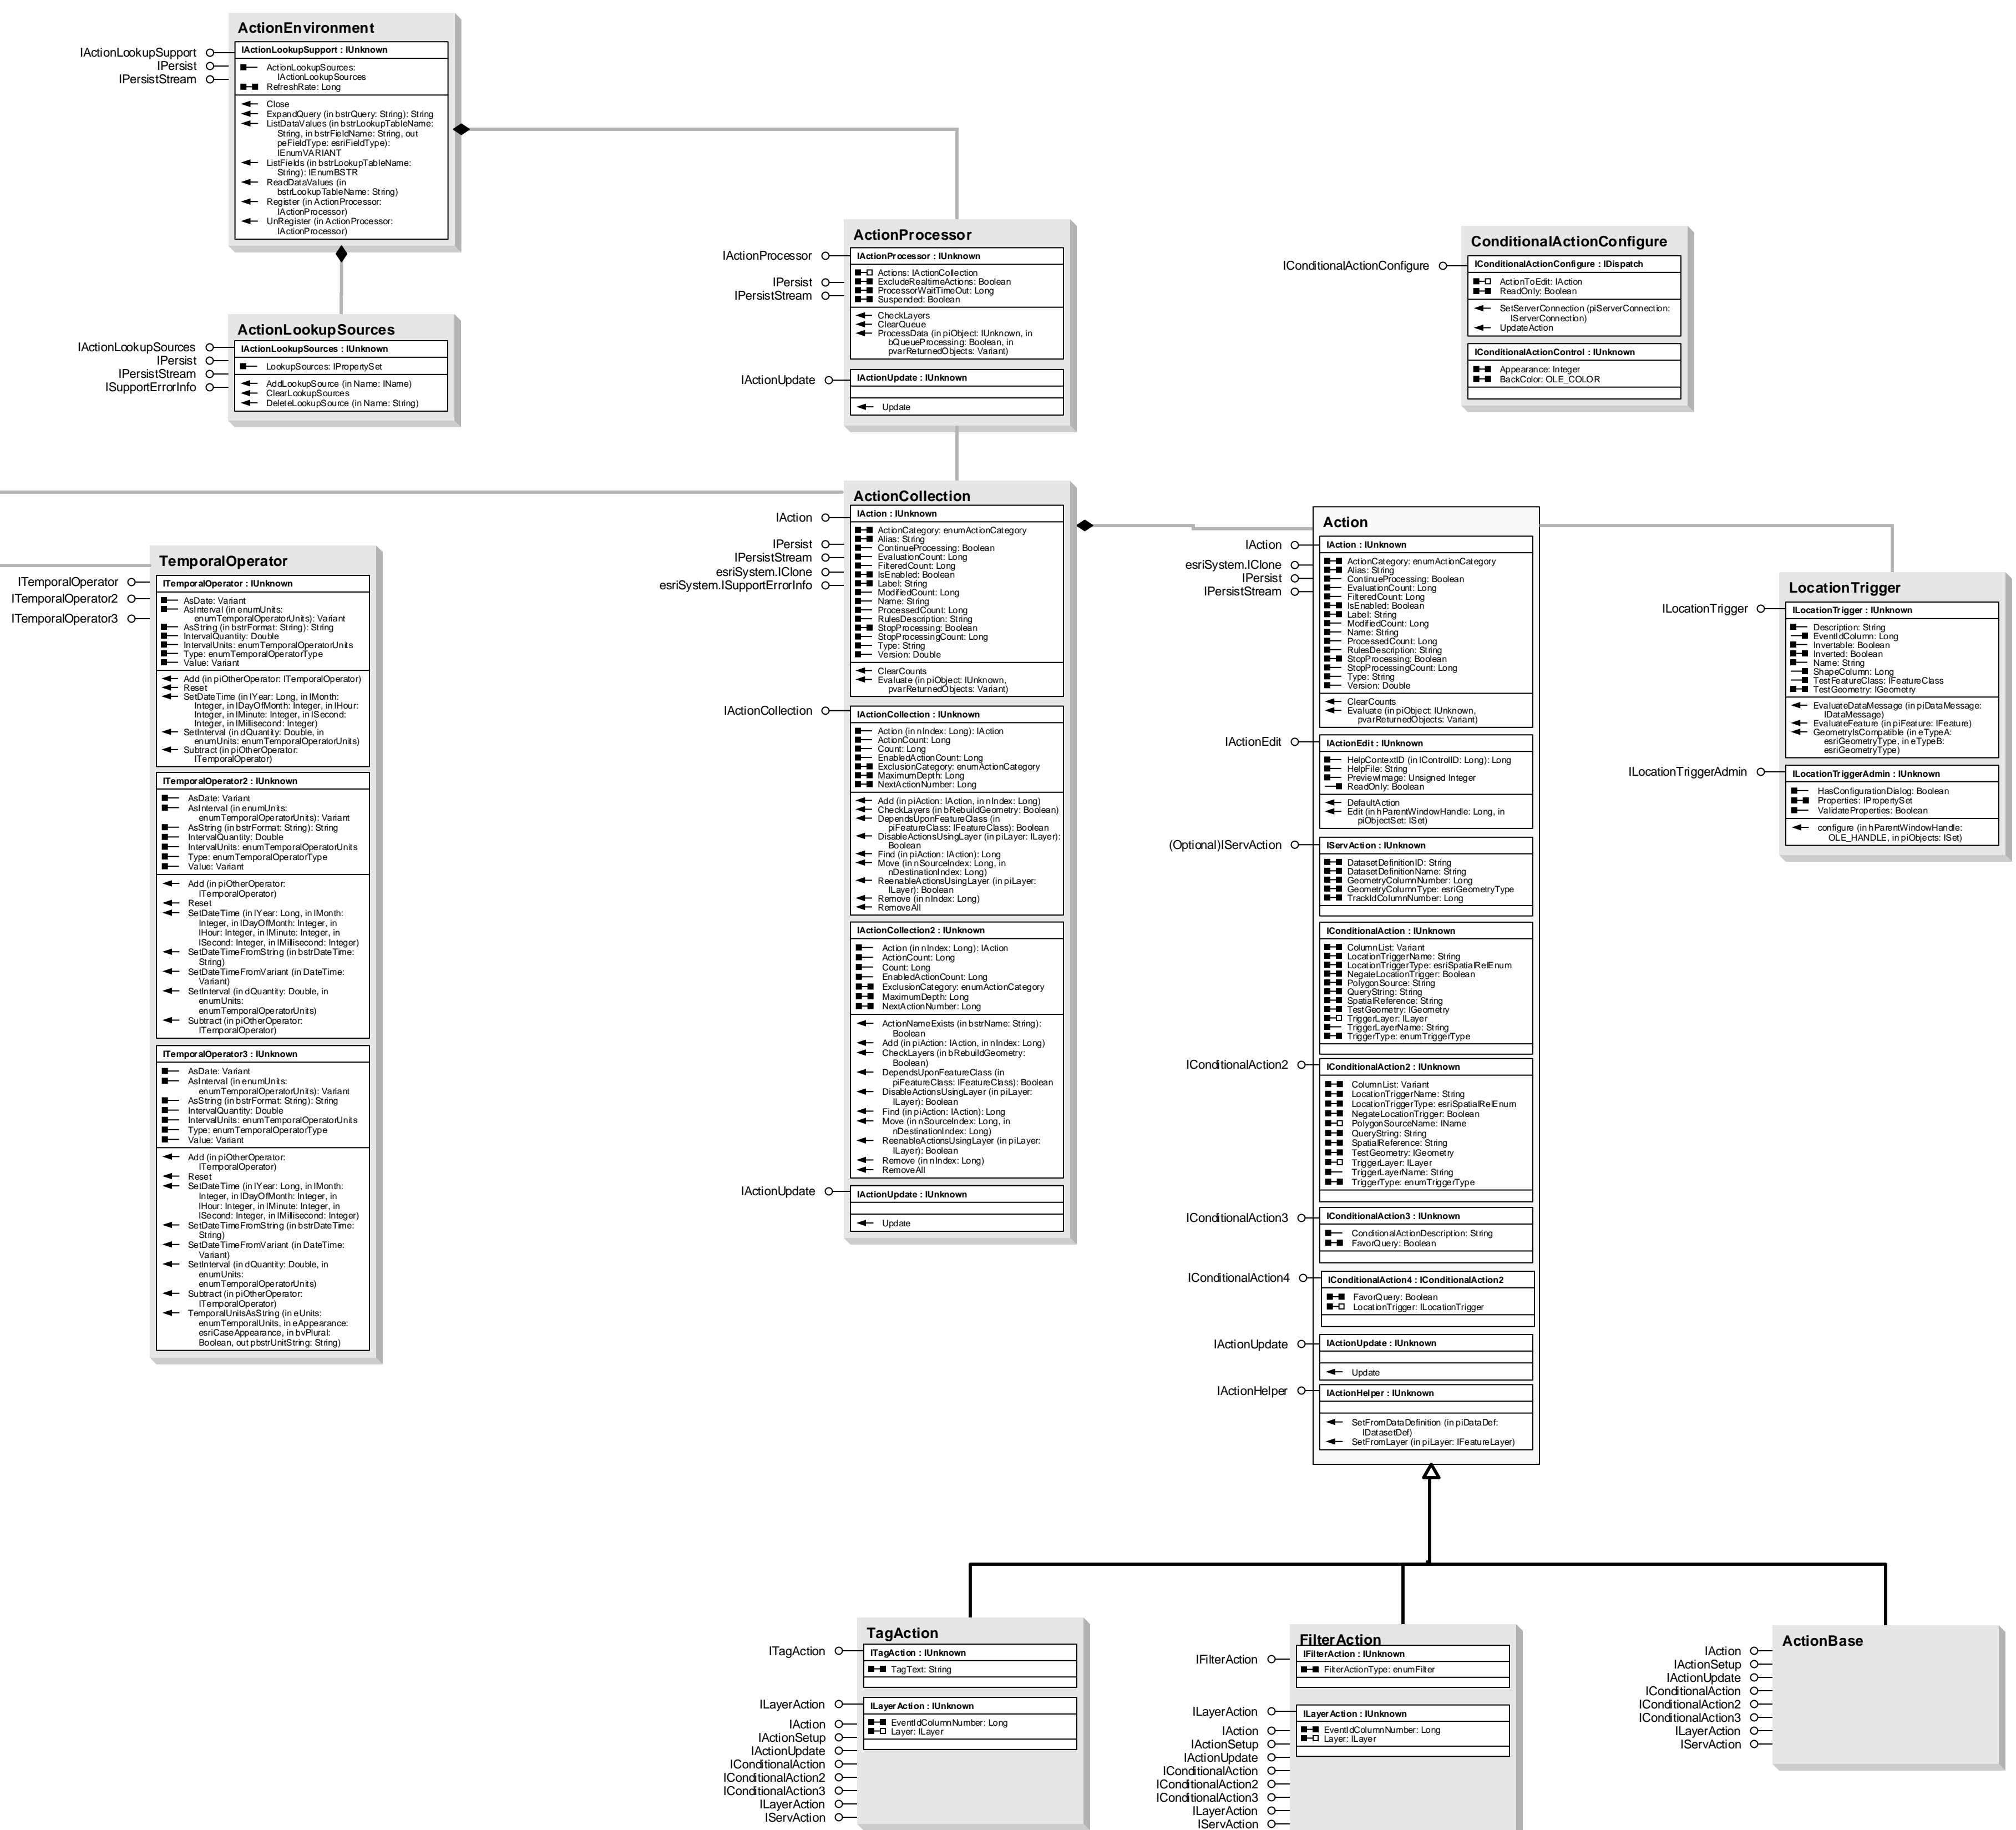 ActionEnvironment
IActionLookupSupport
IPersist
IPersistStream
IActionLookupSupport : IUnknown
ActionLookupSources:
IActionLookupSources
RefreshRate: Long
Close
ExpandQuery (in bstrQuery: String): String
ListDataValues (in bstrLookupTableName:
String, in bstrFieldName: String, out
peFieldType: esriFieldType):
IEnumVARIANT
ListFields (in bstrLookupTableName:
String): IEnumBSTR
ReadDataValues (in
bstrLookupTableName: String)
Register (in ActionProcessor:
IActionProcessor)
UnRegister (in ActionProcessor:
IActionProcessor)
ActionLookupSources
IActionLookupSources
IPersist
IPersistStream
ISupportErrorInfo
IActionLookupSources : IUnknown
LookupSources: IPropertySet
AddLookupSource (in Name: IName)
ClearLookupSources
DeleteLookupSource (in Name: String)
ActionProcessor
IActionProcessor
IPersist
IPersistStream
IActionProcessor : IUnknown
Actions: IActionCollection
ExcludeRealtimeActions: Boolean
ProcessorWaitTimeOut: Long
Suspended: Boolean
CheckLayers
ClearQueue
ProcessData (in piObject: IUnknown, in
bQueueProcessing: Boolean, in
pvarReturnedObjects: Variant)
IActionUpdate
IActionUpdate : IUnknown
Update
ConditionalActionConfigure
IConditionalActionConfigure
IConditionalActionConfigure : IDispatch
ActionToEdit: IAction
ReadOnly: Boolean
SetServerConnection (piServerConnection:
IServerConnection)
UpdateAction
IConditionalActionControl : IUnknown
Appearance: Integer
BackColor: OLE_COLOR
TemporalOperator
ITemporalOperator
ITemporalOperator2
ITemporalOperator3
ITemporalOperator : IUnknown
AsDate: Variant
AsInterval (in enumUnits:
enumTemporalOperatorUnits): Variant
AsString (in bstrFormat: String): String
IntervalQuantity: Double
IntervalUnits: enumTemporalOperatorUnits
Type: enumTemporalOperatorType
Value: Variant
Add (in piOtherOperator: ITemporalOperator)
Reset
SetDateTime (in lYear: Long, in lMonth:
Integer, in lDayOfMonth: Integer, in lHour:
Integer, in lMinute: Integer, in lSecond:
Integer, in lMillisecond: Integer)
SetInterval (in dQuantity: Double, in
enumUnits: enumTemporalOperatorUnits)
Subtract (in piOtherOperator:
ITemporalOperator)
ITemporalOperator2 : IUnknown
AsDate: Variant
AsInterval (in enumUnits:
enumTemporalOperatorUnits): Variant
AsString (in bstrFormat: String): String
IntervalQuantity: Double
IntervalUnits: enumTemporalOperatorUnits
Type: enumTemporalOperatorType
Value: Variant
Add (in piOtherOperator:
ITemporalOperator)
Reset
SetDateTime (in lYear: Long, in lMonth:
Integer, in lDayOfMonth: Integer, in
lHour: Integer, in lMinute: Integer, in
lSecond: Integer, in lMillisecond: Integer)
SetDateTimeFromString (in bstrDateTime:
String)
SetDateTimeFromVariant (in DateTime:
Variant)
SetInterval (in dQuantity: Double, in
enumUnits:
enumTemporalOperatorUnits)
Subtract (in piOtherOperator:
ITemporalOperator)
ITemporalOperator3 : IUnknown
AsDate: Variant
AsInterval (in enumUnits:
enumTemporalOperatorUnits): Variant
AsString (in bstrFormat: String): String
IntervalQuantity: Double
IntervalUnits: enumTemporalOperatorUnits
Type: enumTemporalOperatorType
Value: Variant
Add (in piOtherOperator:
ITemporalOperator)
Reset
SetDateTime (in lYear: Long, in lMonth:
Integer, in lDayOfMonth: Integer, in
lHour: Integer, in lMinute: Integer, in
lSecond: Integer, in lMillisecond: Integer)
SetDateTimeFromString (in bstrDateTime:
String)
SetDateTimeFromVariant (in DateTime:
Variant)
SetInterval (in dQuantity: Double, in
enumUnits:
enumTemporalOperatorUnits)
Subtract (in piOtherOperator:
ITemporalOperator)
TemporalUnitsAsString (in eUnits:
enumTemporalUnits, in eAppearance:
esriCaseAppearance, in bvPlural:
Boolean, out pbstrUnitString: String)
ActionCollection
IAction
IPersist
IPersistStream
esriSystem.IClone
esriSystem.ISupportErrorInfo
IAction : IUnknown
ActionCategory: enumActionCategory
Alias: String
ContinueProcessing: Boolean
EvaluationCount: Long
FilteredCount: Long
IsEnabled: Boolean
Label: String
ModifiedCount: Long
Name: String
ProcessedCount: Long
RulesDescription: String
StopProcessing: Boolean
StopProcessingCount: Long
Type: String
Version: Double
ClearCounts
Evaluate (in piObject: IUnknown,
pvarReturnedObjects: Variant)
IActionCollection
IActionCollection : IUnknown
Action (in nIndex: Long): IAction
ActionCount: Long
Count: Long
EnabledActionCount: Long
ExclusionCategory: enumActionCategory
MaximumDepth: Long
NextActionNumber: Long
Add (in piAction: IAction, in nIndex: Long)
CheckLayers (in bRebuildGeometry: Boolean)
DependsUponFeatureClass (in
piFeatureClass: IFeatureClass): Boolean
DisableActionsUsingLayer (in piLayer: ILayer):
Boolean
Find (in piAction: IAction): Long
Move (in nSourceIndex: Long, in
nDestinationIndex: Long)
ReenableActionsUsingLayer (in piLayer:
ILayer): Boolean
Remove (in nIndex: Long)
RemoveAll
IActionCollection2 : IUnknown
Action (in nIndex: Long): IAction
ActionCount: Long
Count: Long
EnabledActionCount: Long
ExclusionCategory: enumActionCategory
MaximumDepth: Long
NextActionNumber: Long
ActionNameExists (in bstrName: String):
Boolean
Add (in piAction: IAction, in nIndex: Long)
CheckLayers (in bRebuildGeometry:
Boolean)
DependsUponFeatureClass (in
piFeatureClass: IFeatureClass): Boolean
DisableActionsUsingLayer (in piLayer:
ILayer): Boolean
Find (in piAction: IAction): Long
Move (in nSourceIndex: Long, in
nDestinationIndex: Long)
ReenableActionsUsingLayer (in piLayer:
ILayer): Boolean
Remove (in nIndex: Long)
RemoveAll
IActionUpdate
IActionUpdate : IUnknown
Update
Action
IAction
esriSystem.IClone
IPersist
IPersistStream
IAction : IUnknown
ActionCategory: enumActionCategory
Alias: String
ContinueProcessing: Boolean
EvaluationCount: Long
FilteredCount: Long
IsEnabled: Boolean
Label: String
ModifiedCount: Long
Name: String
ProcessedCount: Long
RulesDescription: String
StopProcessing: Boolean
StopProcessingCount: Long
Type: String
Version: Double
ClearCounts
Evaluate (in piObject: IUnknown,
pvarReturnedObjects: Variant)
IActionEdit
IActionEdit : IUnknown
HelpContextID (in lControlID: Long): Long
HelpFile: String
PreviewImage: Unsigned Integer
ReadOnly: Boolean
DefaultAction
Edit (in hParentWindowHandle: Long, in
piObjectSet: ISet)
(Optional)IServAction
IServAction : IUnknown
DatasetDefinitionID: String
DatasetDefinitionName: String
GeometryColumnNumber: Long
GeometryColumnType: esriGeometryType
TrackIdColumnNumber: Long
IConditionalAction : IUnknown
ColumnList: Variant
LocationTriggerName: String
LocationTriggerType: esriSpatialRelEnum
NegateLocationTrigger: Boolean
PolygonSource: String
QueryString: String
SpatialReference: String
TestGeometry: IGeometry
TriggerLayer: ILayer
TriggerLayerName: String
TriggerType: enumTriggerType
IConditionalAction2
IConditionalAction2 : IUnknown
ColumnList: Variant
LocationTriggerName: String
LocationTriggerType: esriSpatialRelEnum
NegateLocationTrigger: Boolean
PolygonSourceName: IName
QueryString: String
SpatialReference: String
TestGeometry: IGeometry
TriggerLayer: ILayer
TriggerLayerName: String
TriggerType: enumTriggerType
IConditionalAction3
IConditionalAction3 : IUnknown
ConditionalActionDescription: String
FavorQuery: Boolean
IConditionalAction4
IConditionalAction4 : IConditionalAction2
FavorQuery: Boolean
LocationTrigger: ILocationTrigger
IActionUpdate
IActionUpdate : IUnknown
Update
IActionHelper
IActionHelper : IUnknown
SetFromDataDefinition (in piDataDef:
IDatasetDef)
SetFromLayer (in piLayer: IFeatureLayer)
LocationTrigger
ILocationTrigger
ILocationTrigger : IUnknown
Description: String
EventIdColumn: Long
Invertable: Boolean
Inverted: Boolean
Name: String
ShapeColumn: Long
TestFeatureClass: IFeatureClass
TestGeometry: IGeometry
EvaluateDataMessage (in piDataMessage:
IDataMessage)
EvaluateFeature (in piFeature: IFeature)
GeometryIsCompatible (in eTypeA:
esriGeometryType, in eTypeB:
esriGeometryType)
ILocationTriggerAdmin
ILocationTriggerAdmin : IUnknown
HasConfigurationDialog: Boolean
Properties: IPropertySet
ValidateProperties: Boolean
configure (in hParentWindowHandle:
OLE_HANDLE, in piObjects: ISet)
TagAction
ITagAction
ITagAction : IUnknown
TagText: String
ILayerAction
ILayerAction : IUnknown
EventIdColumnNumber: Long
Layer: ILayer
IAction
IActionSetup
IActionUpdate
IConditionalAction
IConditionalAction2
IConditionalAction3
ILayerAction
IServAction
FilterAction
IFilterAction
IFilterAction : IUnknown
FilterActionType: enumFilter
ILayerAction
ILayerAction : IUnknown
EventIdColumnNumber: Long
Layer: ILayer
IAction
IActionSetup
IActionUpdate
IConditionalAction
IConditionalAction2
IConditionalAction3
ILayerAction
IServAction
ActionBase
IAction
IActionSetup
IActionUpdate
IConditionalAction
IConditionalAction2
IConditionalAction3
ILayerAction
IServAction